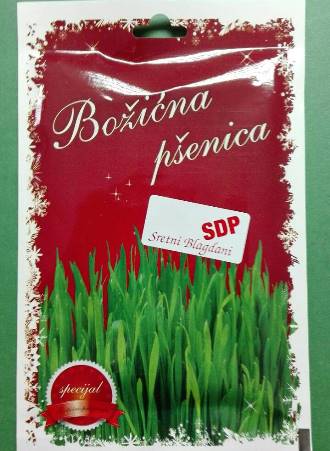 Božićna
pšenica
SDP
Sretni Blagdani
specijal